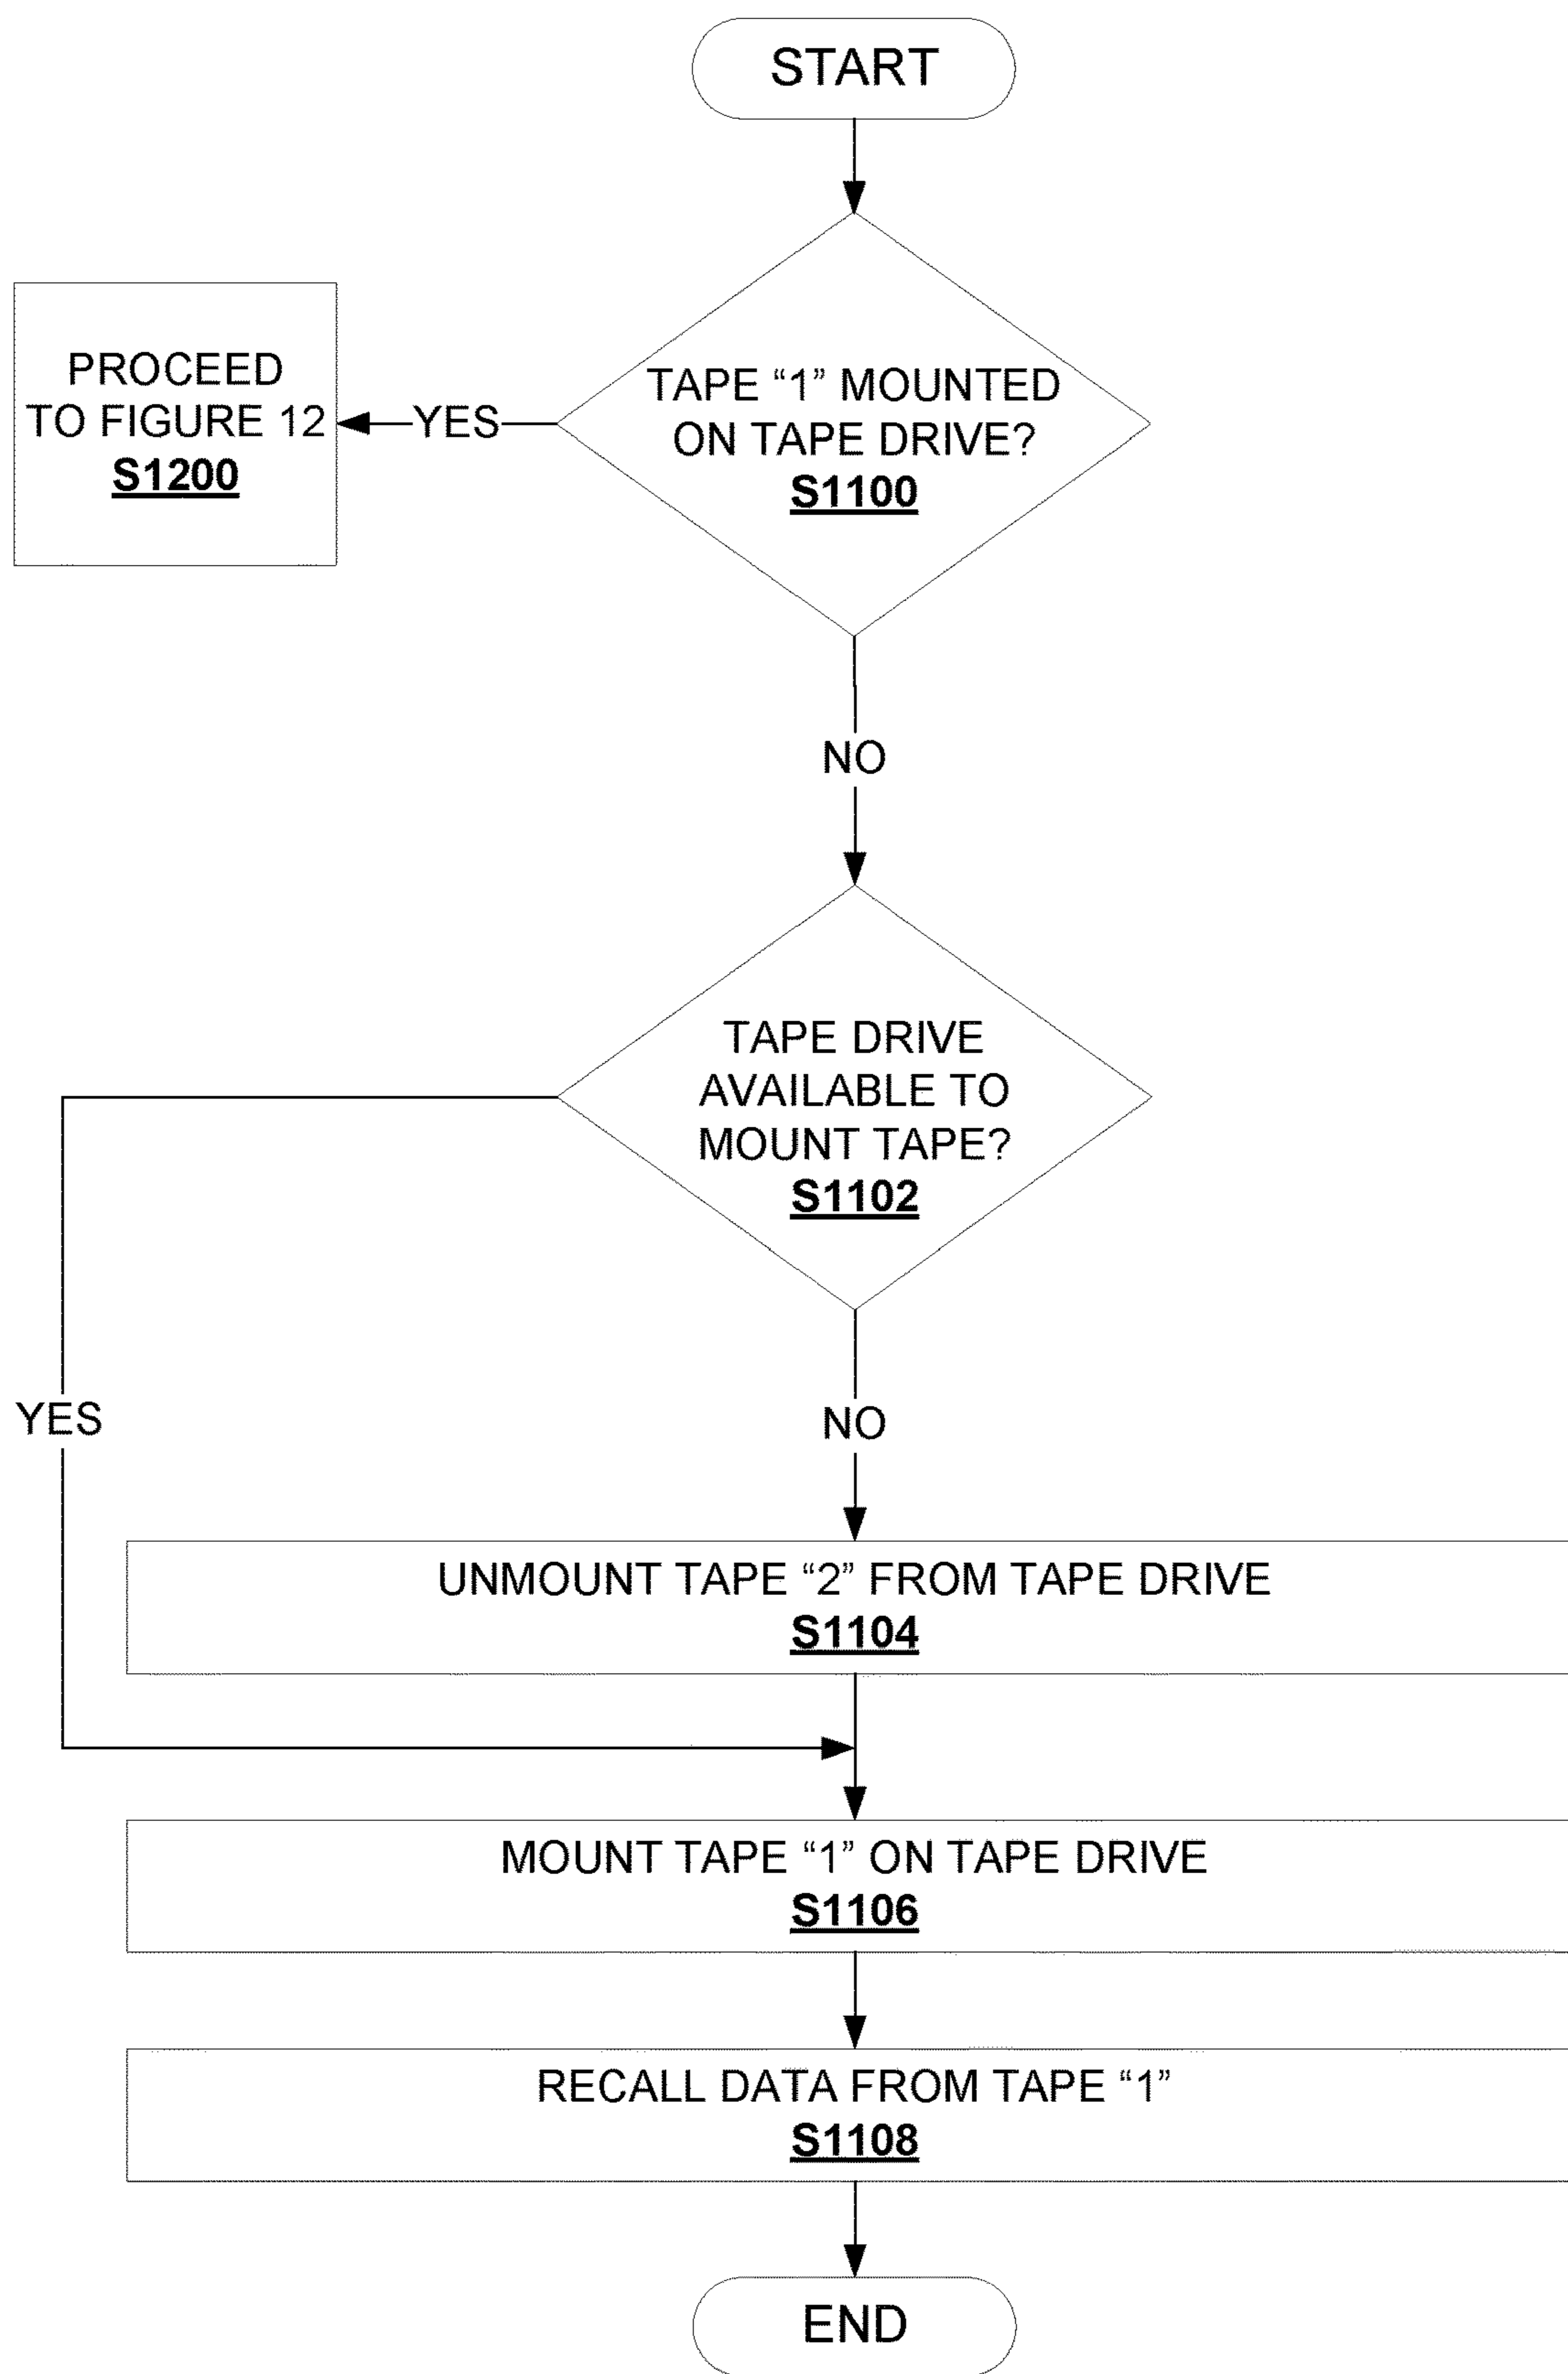 START
TAPE “1” MOUNTED
ON TAPE DRIVE?
S1100
YES
PROCEED
TO FIGURE 12
S1200
NO
TAPE DRIVE
AVAILABLE TO
MOUNT TAPE?
S1102
YES
NO
UNMOUNT TAPE “2” FROM TAPE DRIVE
S1104
MOUNT TAPE “1” ON TAPE DRIVE
S1106
RECALL DATA FROM TAPE “1”
S1108
END